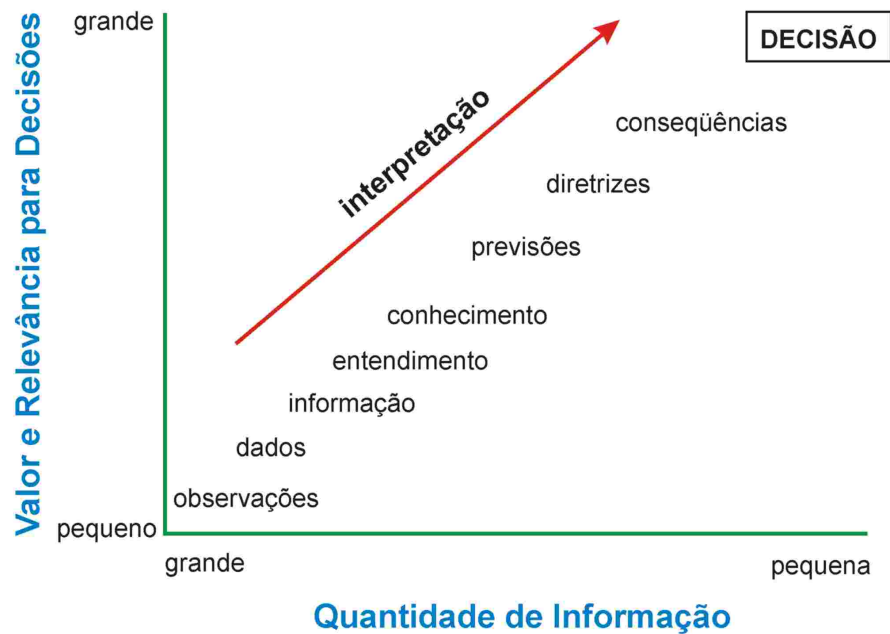 grande
DECISÃO
Valor e Relevância para Decisões
interpretação
conseqüências
diretrizes
previsões
conhecimento
entendimento
informação
dados
observações
pequeno
grande
pequena
Quantidade de Informação